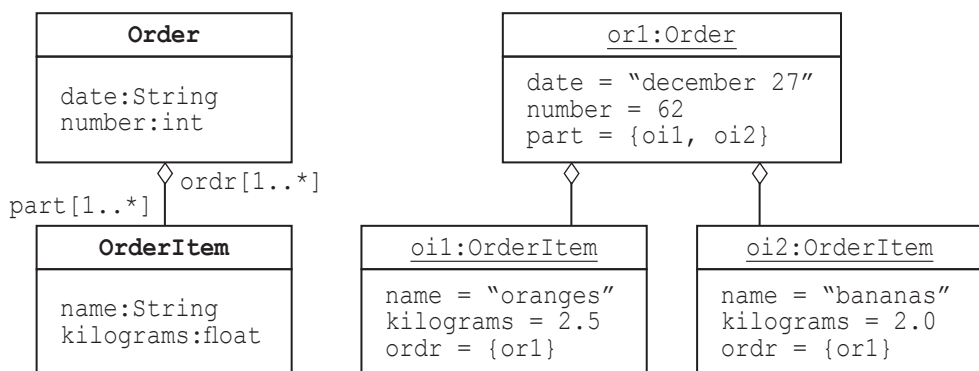 Order
date:String
number:int
ordr[1..*]
part[1..*]
OrderItem
name:String
kilograms:float
or1:Order
date = “december 27”
number = 62
part = {oi1, oi2}
oi1:OrderItem
name = “oranges”
kilograms = 2.5
ordr = {or1}
oi2:OrderItem
name = “bananas”
kilograms = 2.0
ordr = {or1}